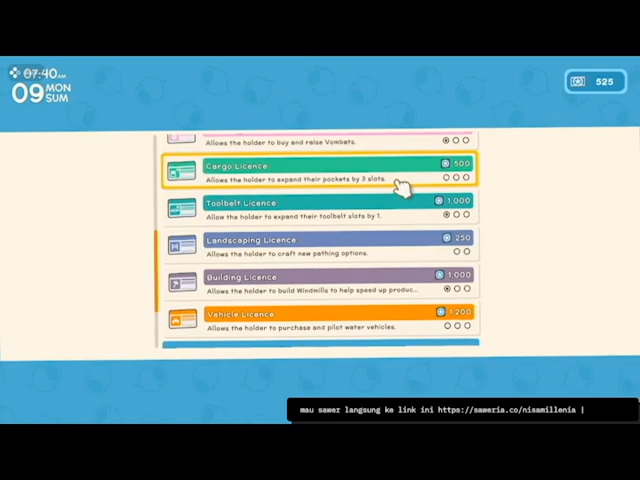 07:40 AM
09 MON
SUM
525
Allows the holder to buy and raise Vombats.
Cargo Licence 500
Allows the holder to expand their pockets by 3 slots.
Toolbelt Licence 1,000
Allow the holder to expand their toolbelt slots by 1.
Landscaping Licence 250
Allows the holder to craft new pathing options.
Building Licence 1,000
Allows the holder to build Windmills to help speed up produc...
Vehicle Licence 1,200
Allows the holder to purchase and pilot water vehicles.
mau sawer langsung ke link ini https://saweria.co/nisamillenia |